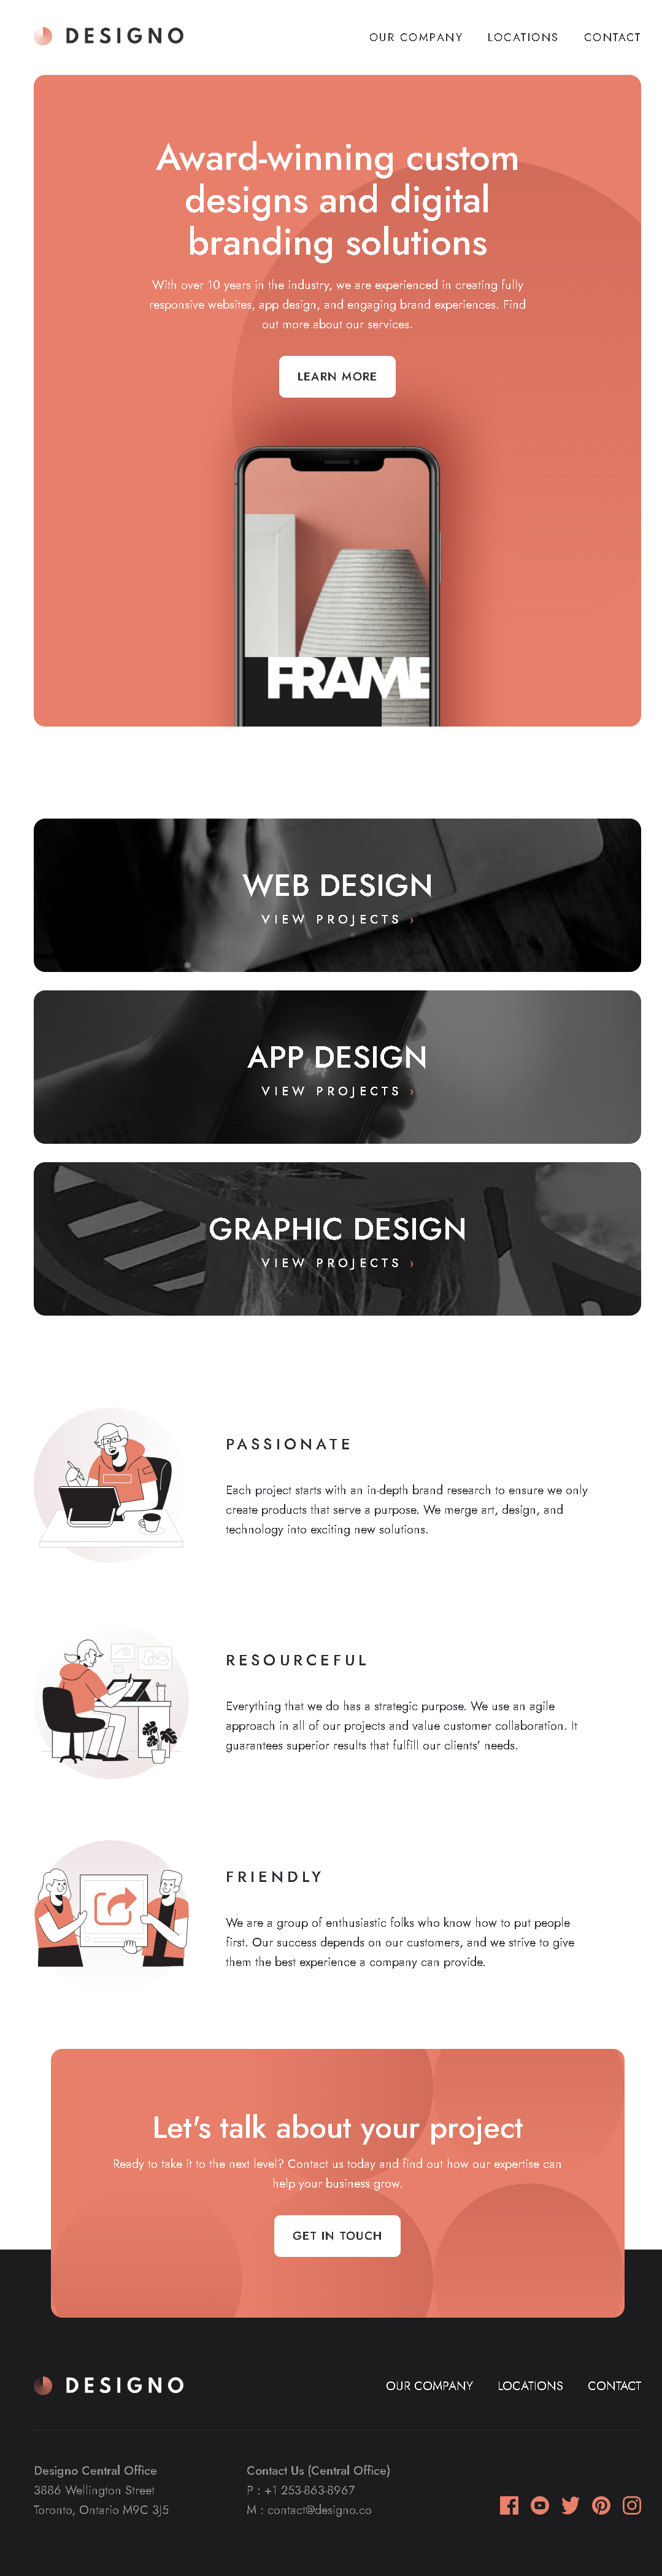 DESIGNO
OUR COMPANY LOCATIONS CONTACT
Award-winning custom
designs and digital
branding solutions
With over 10 years in the industry, we are experienced in creating fully
responsive websites, app design, and engaging brand experiences. Find
out more about our services.
LEARN MORE
FRAME
WEB DESIGN
VIEW PROJECTS ›
APP DESIGN
VIEW PROJECTS ›
GRAPHIC DESIGN
VIEW PROJECTS ›
PASSIONATE
Each project starts with an in-depth brand research to ensure we only
create products that serve a purpose. We merge art, design, and
technology into exciting new solutions.
RESOURCEFUL
Everything that we do has a strategic purpose. We use an agile
approach in all of our projects and value customer collaboration. It
guarantees superior results that fulfill our clients' needs.
FRIENDLY
We are a group of enthusiastic folks who know how to put people
first. Our success depends on our customers, and we strive to give
them the best experience a company can provide.
Let's talk about your project
Ready to take it to the next level? Contact us today and find out how our expertise can
help your business grow.
GET IN TOUCH
DESIGNO
OUR COMPANY LOCATIONS CONTACT
Designo Central Office
3886 Wellington Street
Toronto, Ontario M9C 3J5
Contact Us (Central Office)
P : +1 253-863-8967
M : contact@designo.co